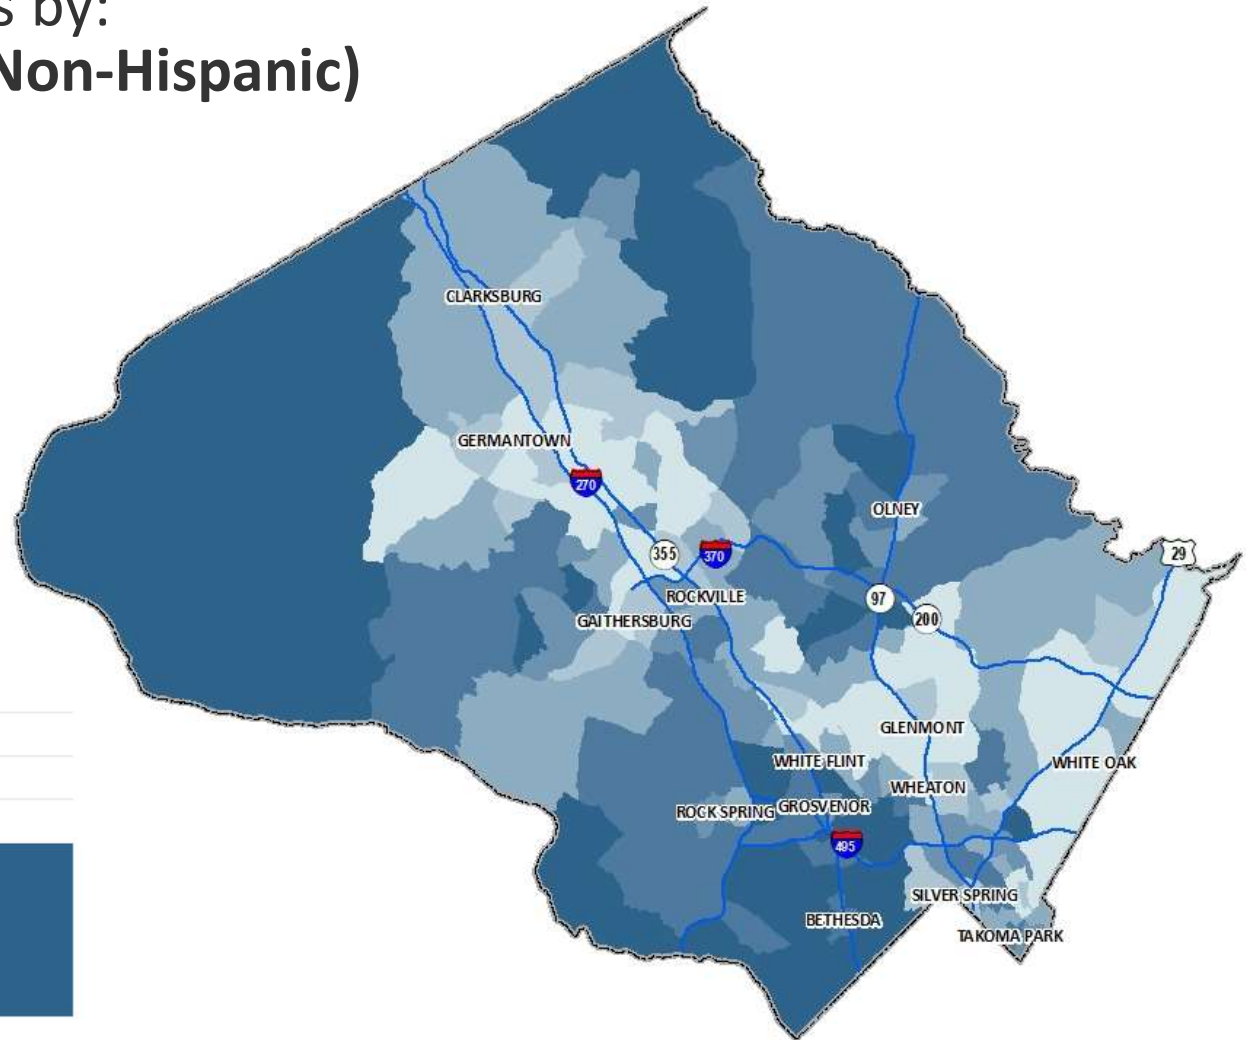 s by:
Non-Hispanic)
CLARKSBURG
GERMANTOWN
270
OLNEY
355
370
29
ROCKVILLE
97
200
GAITHERSBURG
GLENMONT
WHITE FLINT
WHITE OAK
WHEATON
ROCK SPRING
GROSVENOR
495
SILVER SPRING
BETHESDA
TAKOMA PARK